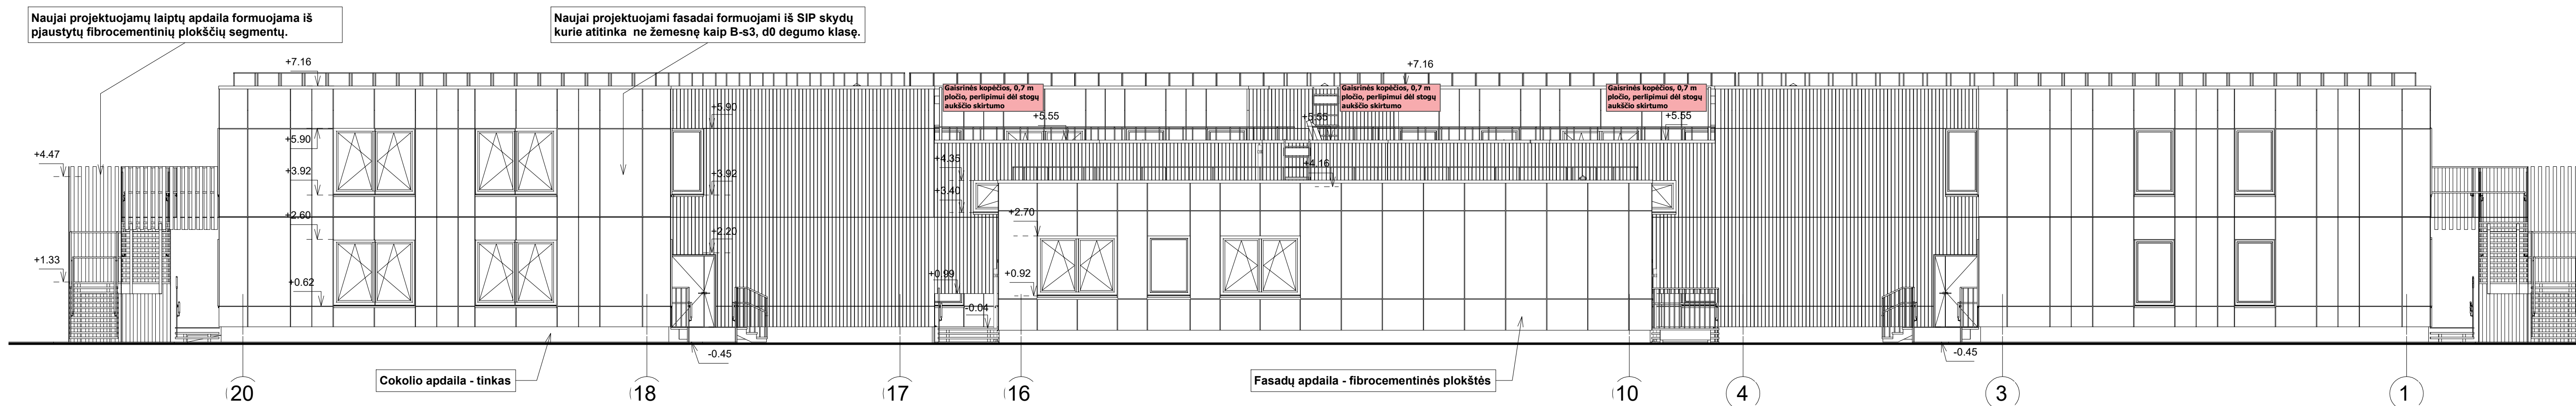 Naujai projektuojamų laiptų apdaila formuojama iš
pjaustytų fibrocementinių plokščių segmentų.
Naujai projektuojami fasadai formuojami iš SIP skydų
kurie atitinka  ne žemesnę kaip B-s3, d0 degumo klasę.
+7.16
+7.16
Gaisrinės kopėčios, 0,7 m
pločio, perlipimui dėl stogų
aukščio skirtumo
Gaisrinės kopėčios, 0,7 m
pločio, perlipimui dėl stogų
aukščio skirtumo
Gaisrinės kopėčios, 0,7 m
pločio, perlipimui dėl stogų
aukščio skirtumo
+5.90
+5.55
+5.55
+5.55
+5.90
+4.47
+3.92
+3.92
+4.35
+4.16
+3.40
+2.60
+2.70
+2.20
+1.33
+0.62
+0.99
+0.92
-0.04
-0.45
-0.45
Cokolio apdaila - tinkas
Fasadų apdaila - fibrocementinės plokštės
20
18
17
16
10
4
3
1